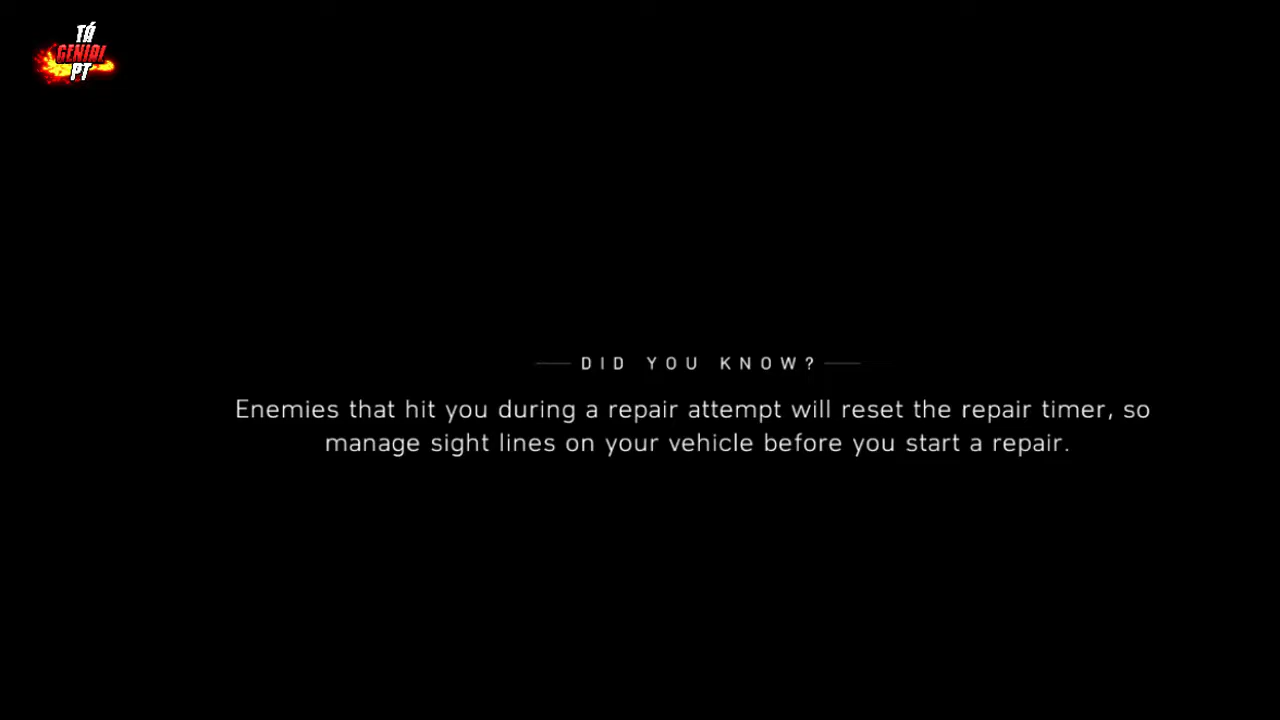 TÁ
GENIAL
PT
DID YOU KNOW?
Enemies that hit you during a repair attempt will reset the repair timer, so
manage sight lines on your vehicle before you start a repair.